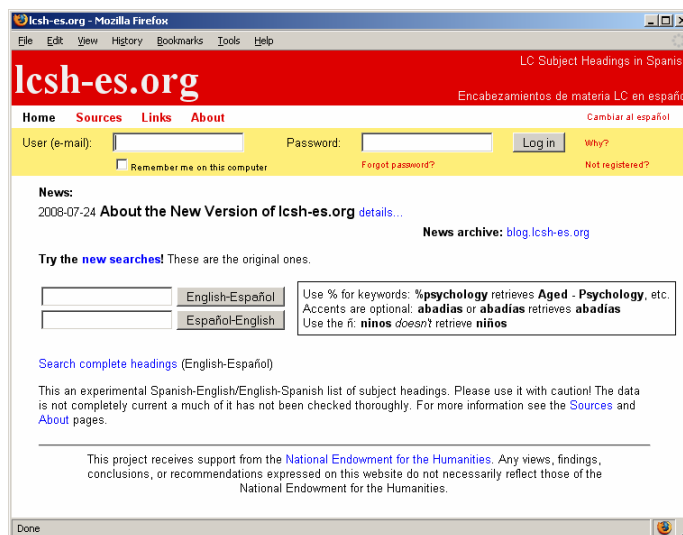 lcsh-es.org - Mozilla Firefox
File Edit View History Bookmarks Tools Help
LC Subject Headings in Spanis
lcsh-es.org
Encabezamientos de materia LC en españo
Home Sources Links About Cambiar al español
User (e-mail): Password: Log in Why?
Remember me on this computer Forgot password? Not registered?
News:
2008-07-24 About the New Version of lcsh-es.org details...
News archive: blog.lcsh-es.org
Try the new searches! These are the original ones.
English-Español
Español-English
Use % for keywords: %psychology retrieves Aged - Psychology, etc.
Accents are optional: abadias or abadías retrieves abadías
Use the ñ: ninos doesn't retrieve niños
Search complete headings (English-Español)
This an experimental Spanish-English/English-Spanish list of subject headings. Please use it with caution! The data
is not completely current a much of it has not been checked thoroughly. For more information see the Sources and
About pages.
This project receives support from the National Endowment for the Humanities. Any views, findings,
conclusions, or recommendations expressed on this website do not necessarily reflect those of the
National Endowment for the Humanities.
Done